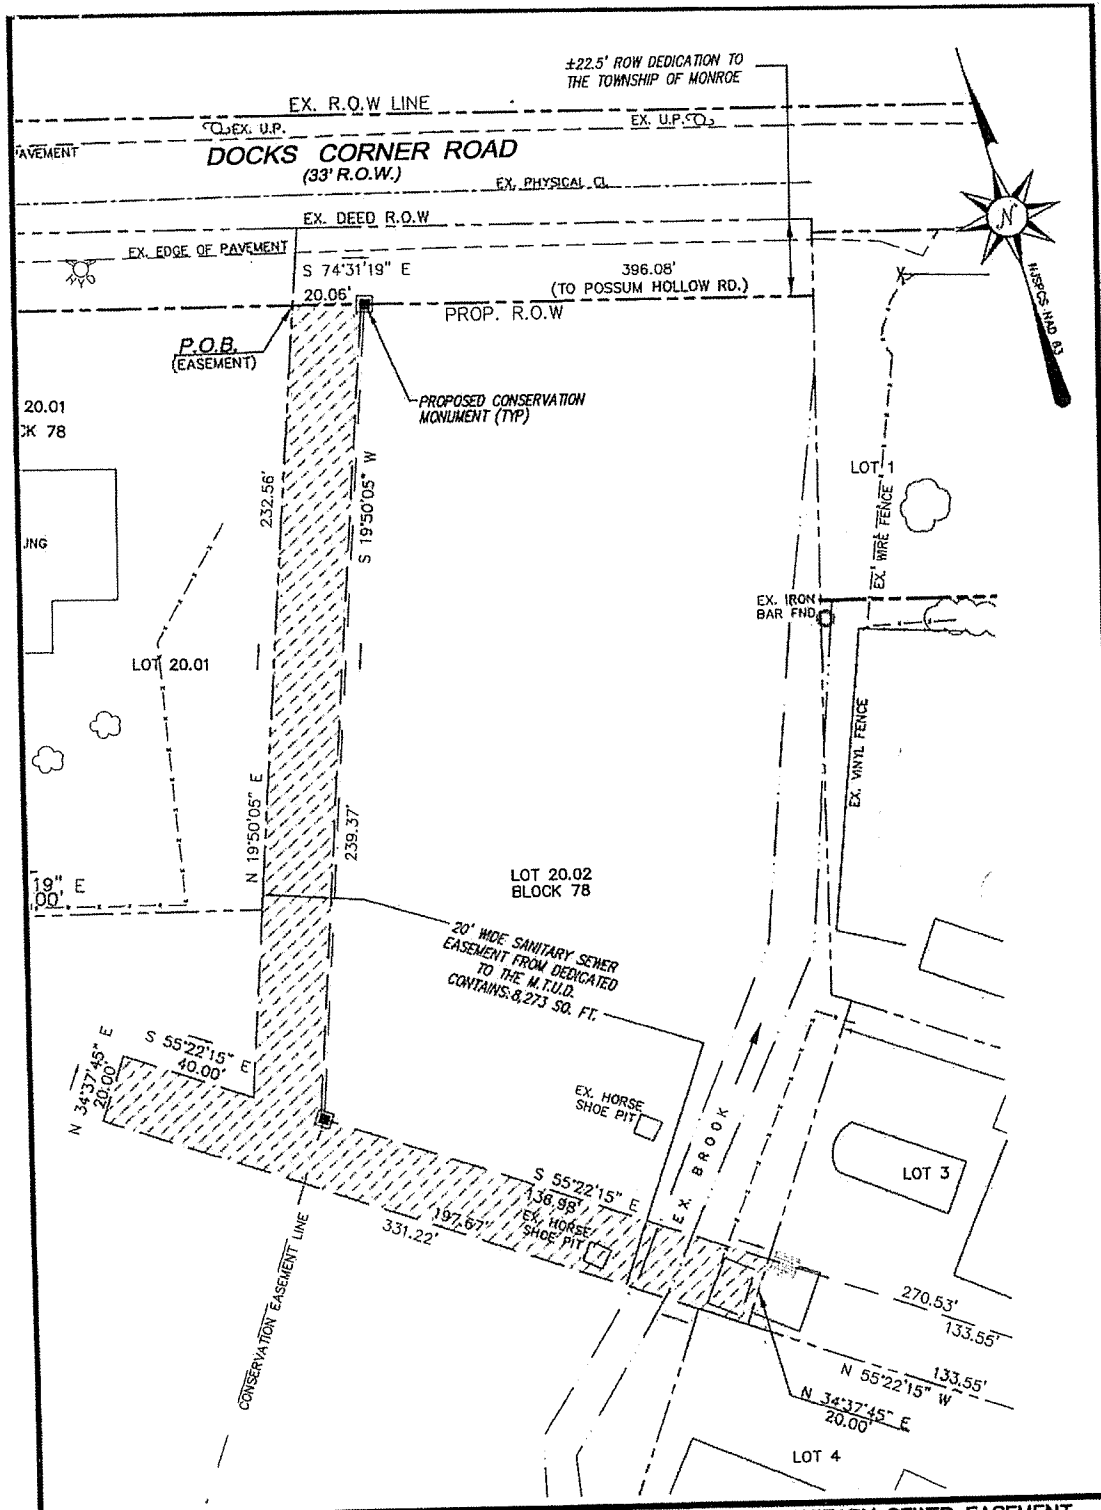 ±22.5' ROW DEDICATION TO
THE TOWNSHIP OF MONROE
EX. R.O.W LINE
EX. U.P.
EX. U.P.
AVEMENT
DOCKS CORNER ROAD
(33' R.O.W.)
EX. PHYSICAL CL
EX. DEED R.O.W
EX. EDGE OF PAVEMENT
S 74°31'19" E
396.08'
(TO POSSUM HOLLOW RD.)
20.06'
PROP. R.O.W
N
NJSPCS-NAD 83
P.O.B.
(EASEMENT)
PROPOSED CONSERVATION
MONUMENT (TYP)
20.01
CK 78
LOT 1
232.56'
S 19°50'05" W
EX. WIRE FENCE
EX. IRON
BAR FND
LOT 20.01
EX. VINYL FENCE
N 19°50'05" E
239.37'
19" E
00'
LOT 20.02
BLOCK 78
20' WIDE SANITARY SEWER
EASEMENT FROM DEDICATED
TO THE M.T.U.D.
CONTAINS: 8,273 SQ. FT.
S 55°22'15" E
40.00'
N 34°37'45" E
20.00'
EX. HORSE
SHOE PIT
EX. BROOK
LOT 3
S 55°22'15" E
136.98'
197.67'
331.22'
EX. HORSE
SHOE PIT
CONSERVATION EASEMENT LINE
270.53'
133.55'
133.55'
N 55°22'15" W
N 34°37'45" E
20.00'
LOT 4
SEWER EASEMENT